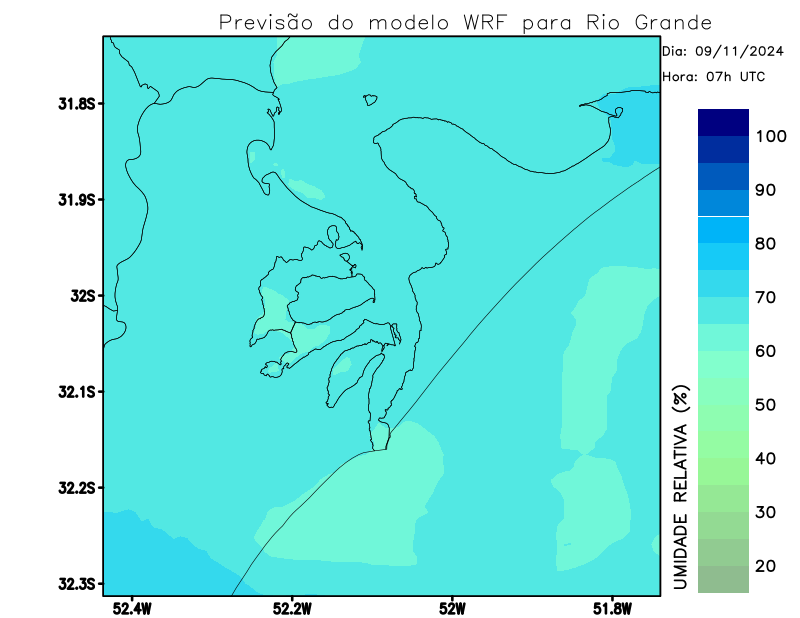 Previsão do modelo WRF para Rio Grande
Dia: 09/11/2024
Hora: 07h UTC
31.8S
31.9S
32S
32.1S
32.2S
32.3S
52.4W
52.2W
52W
51.8W
100
90
80
70
60
50
40
30
20
UMIDADE RELATIVA (%)